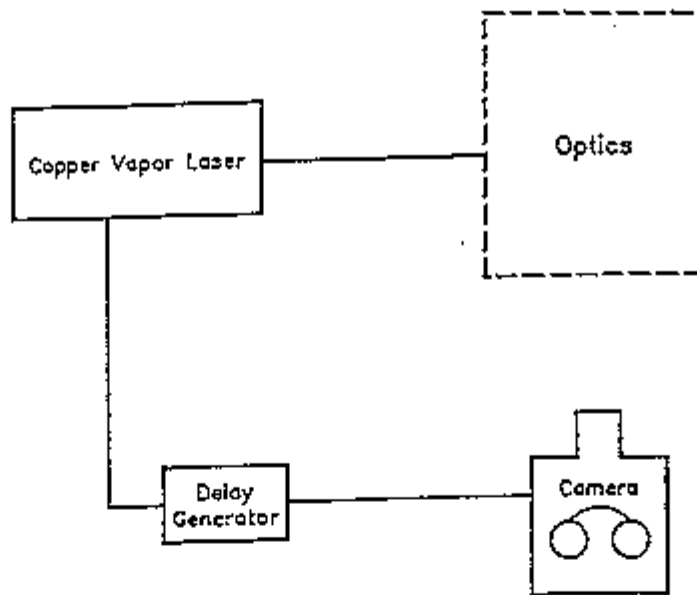 Copper Vapor Laser
Optics
Delay
Generator
Camera